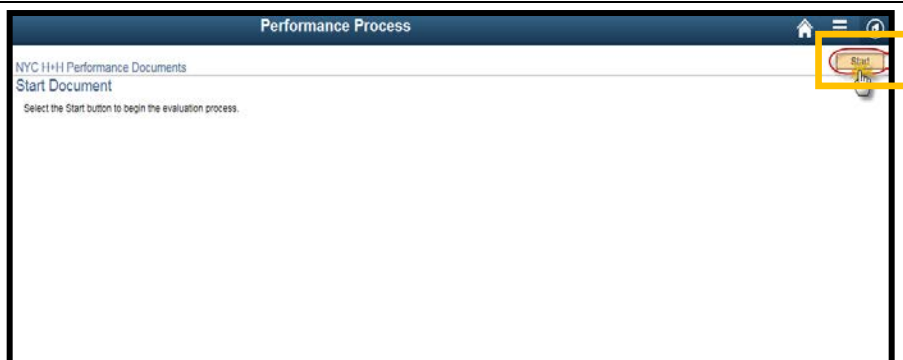 Performance Process
Start
NYC H+H Performance Documents
Start Document
Select the Start button to begin the evaluation process.